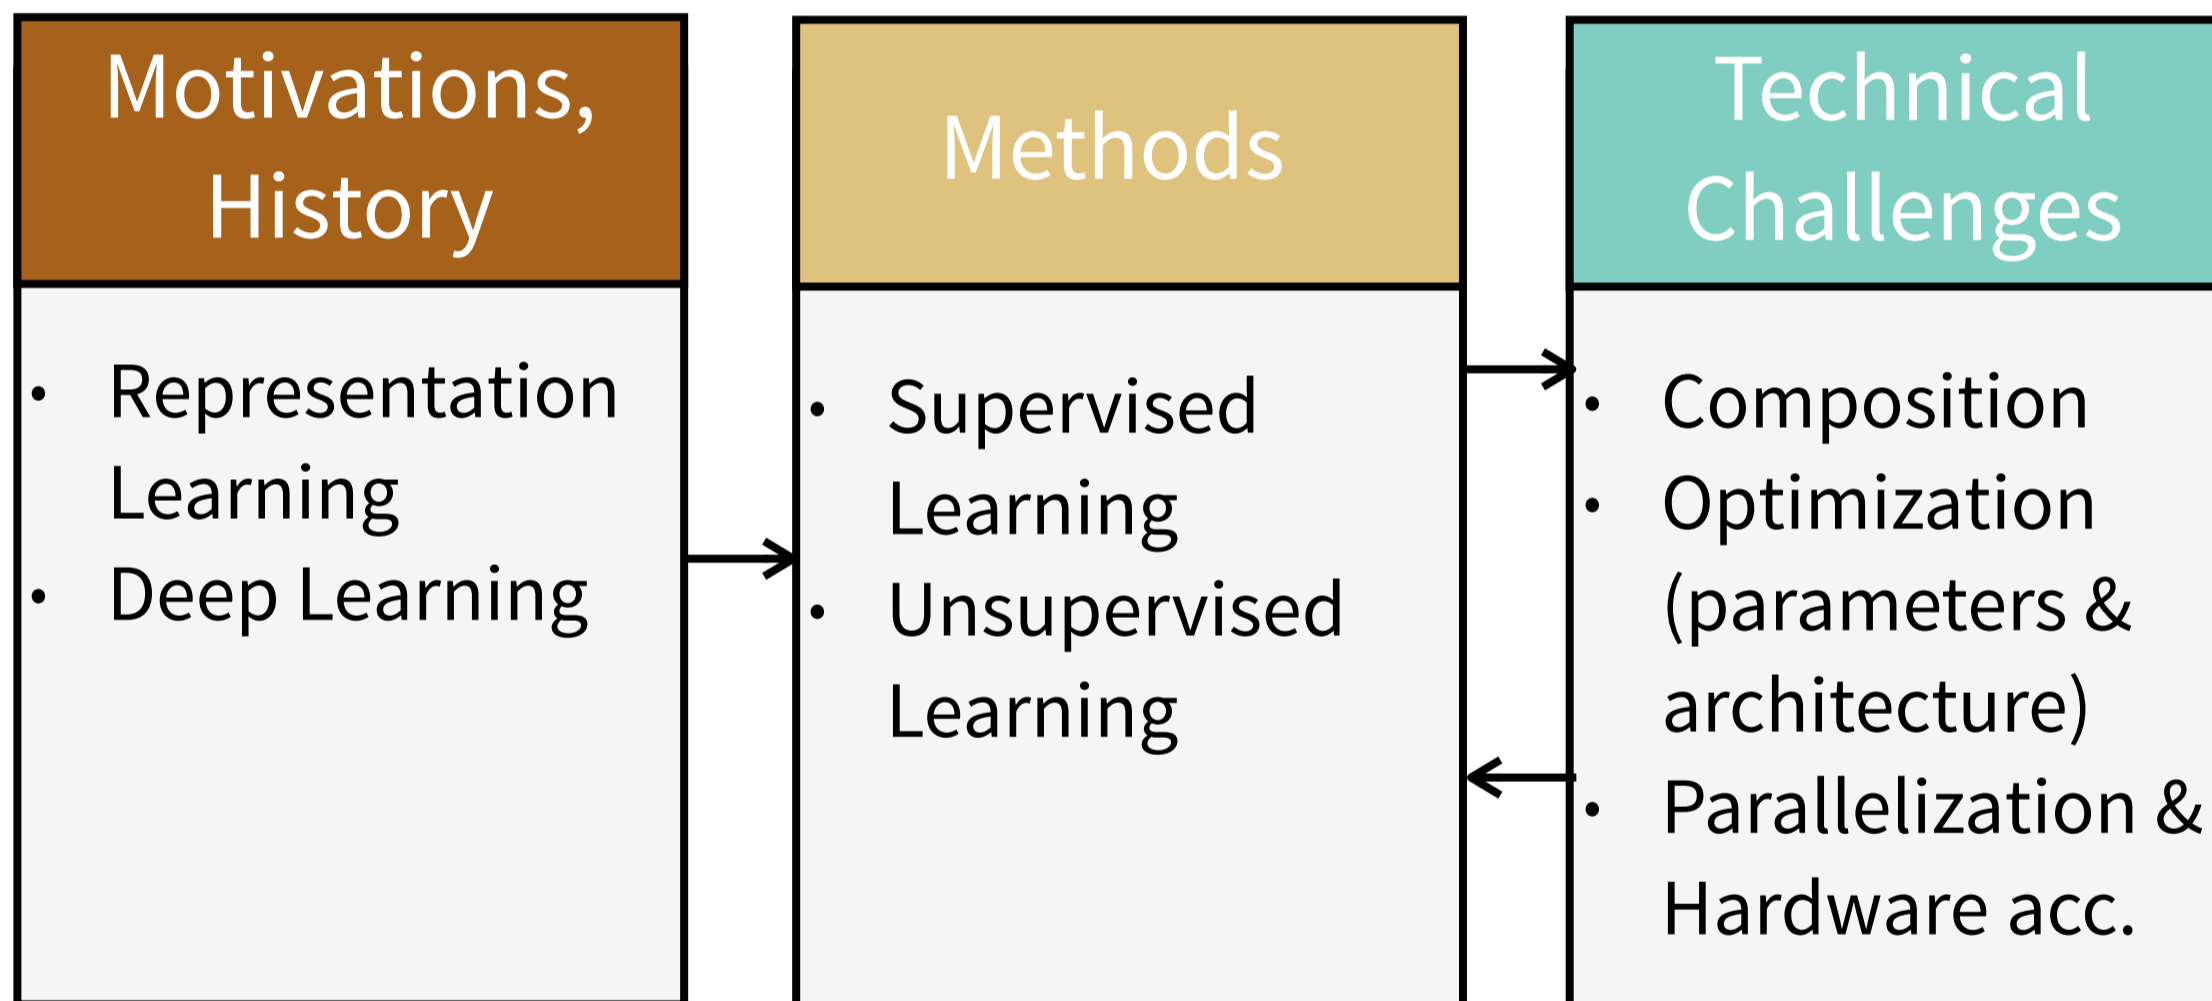 Motivations,
History
• Representation
Learning
• Deep Learning
Methods
• Supervised
Learning
• Unsupervised
Learning
Technical
Challenges
• Composition
• Optimization
(parameters &
architecture)
• Parallelization &
Hardware acc.